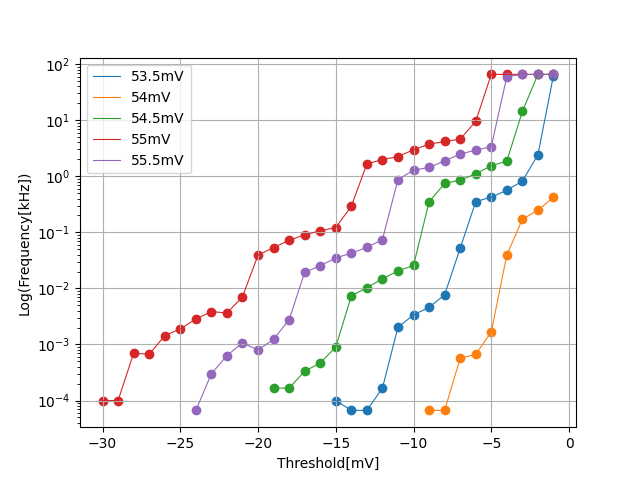 53.5mV
54mV
54.5mV
55mV
55.5mV
Log(Frequency[kHz])
10²
10¹
10⁰
10⁻¹
10⁻²
10⁻³
10⁻⁴
−30 −25 −20 −15 −10 −5 0
Threshold[mV]